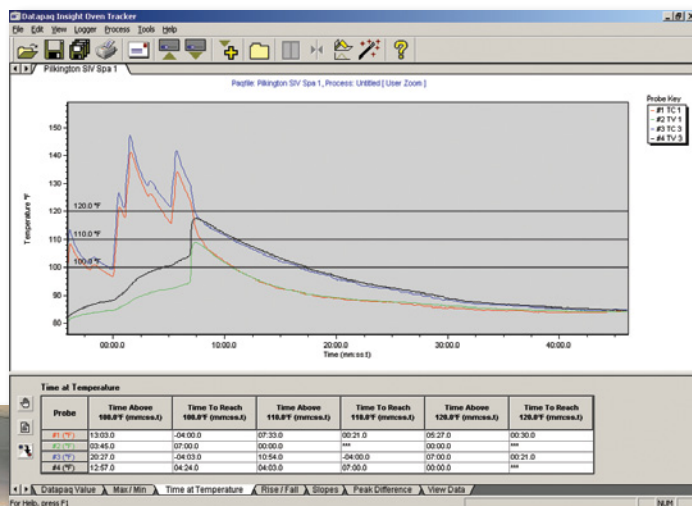 Datapaq Insight Oven Tracker
File Edit View Logger Process Tools Help
Pilkington SIV Spa 1
Paqfile: Pilkington SIV Spa 1, Process: Untitled [ User Zoom ]
Probe Key
#1 TC 1
#2 TV 1
#3 TC 3
#4 TV 3
Temperature °F
150
140
130
120
110
100
90
80
120.0 °F
110.0 °F
100.0 °F
00:00.0 10:00.0 20:00.0 30:00.0 40:00.0
Time (mm:ss.t)
Time at Temperature
Probe Time Above 100.0°F (mm:ss.t) Time To Reach 100.0°F (mm:ss.t) Time Above 110.0°F (mm:ss.t) Time To Reach 110.0°F (mm:ss.t) Time Above 120.0°F (mm:ss.t) Time To Reach 120.0°F (mm:ss.t)
#1 (°F) 13:03.0 -04:00.0 07:33.0 00:21.0 05:27.0 00:30.0
#2 (°F) 03:45.0 07:00.0 00:00.0 *** 00:00.0 ***
#3 (°F) 20:27.0 -04:03.0 10:54.0 -04:00.0 07:00.0 00:21.0
#4 (°F) 12:57.0 04:24.0 04:03.0 07:00.0 00:00.0 ***
Datapaq Value Max / Min Time at Temperature Rise / Fall Slopes Peak Difference View Data
For Help, press F1
NUM